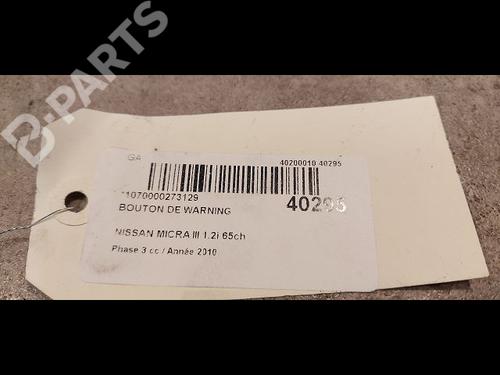 B-PARTS
GA
40200010 40295
*1070000273129
BOUTON DE WARNING
40295
NISSAN MICRA III 1.2i 65ch
Phase 3 cc / Année 2010